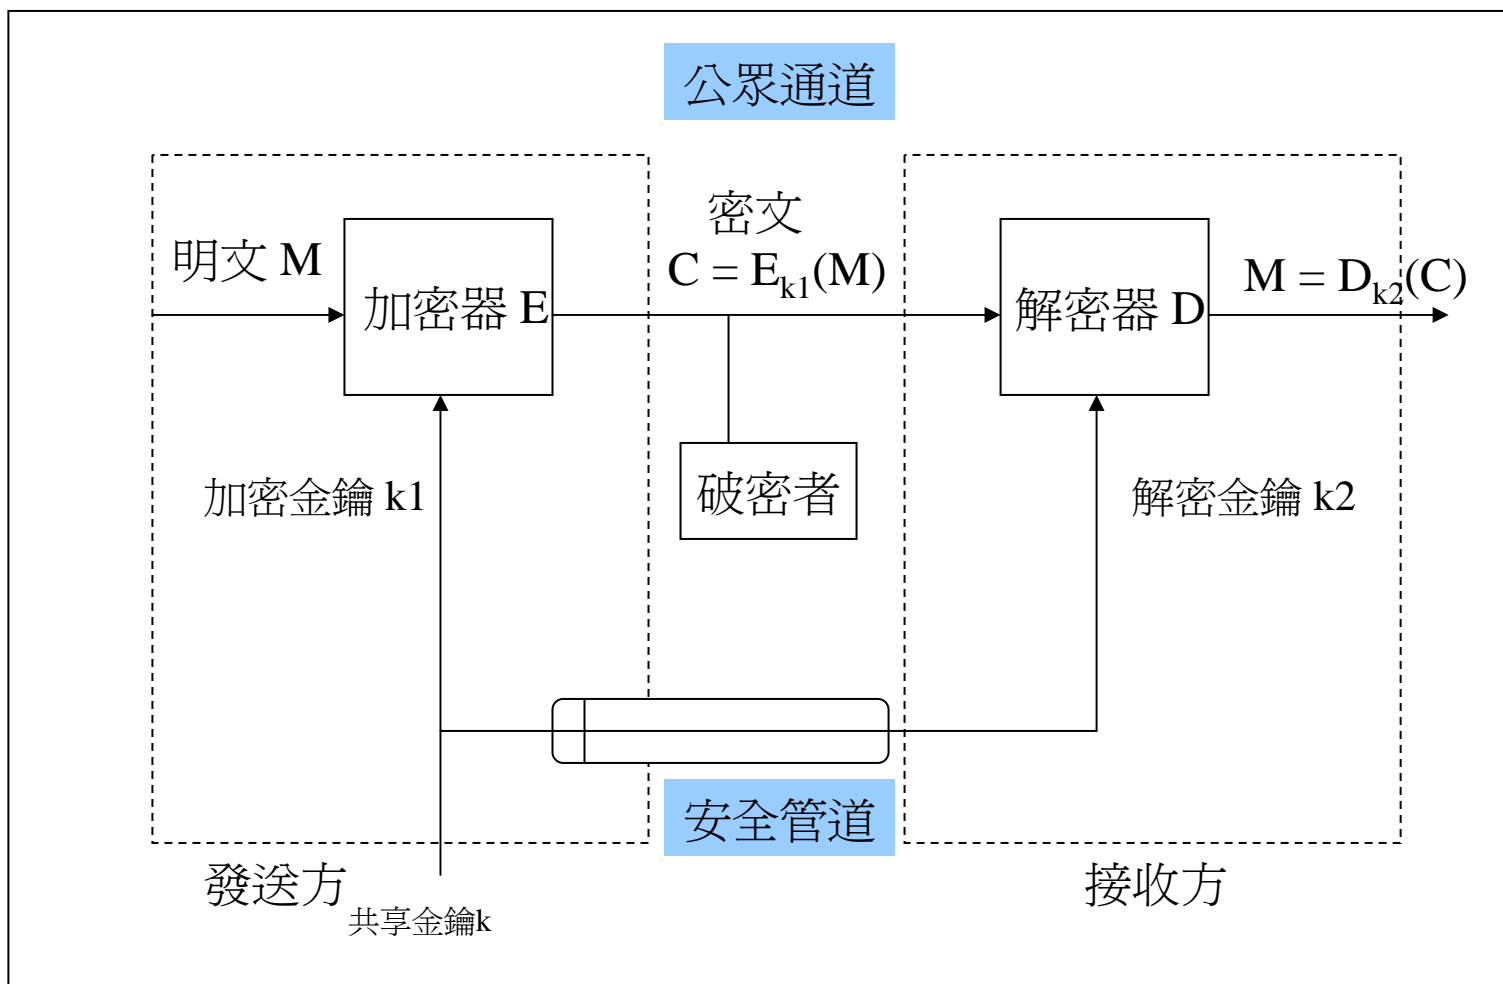 公眾通道
密文
明文 M
C = E_k1(M)
M = D_k2(C)
加密器 E
解密器 D
破密者
加密金鑰 k1
解密金鑰 k2
安全管道
發送方
接收方
共享金鑰k